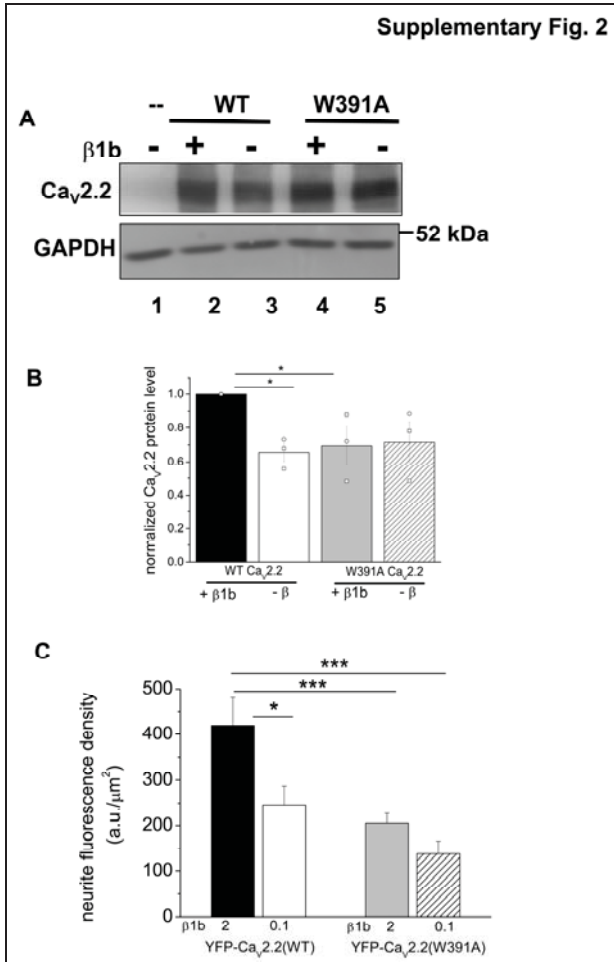 Supplementary Fig. 2
A
-- WT W391A
β1b - + - + -
CaV2.2
GAPDH
52 kDa
1 2 3 4 5
B
* 
*
normalized CaV2.2 protein level
1.0
0.8
0.6
0.4
0.2
0.0
WT CaV2.2 W391A CaV2.2
+ β1b - β + β1b - β
C
***
***
*
neurite fluorescence density
(a.u./μm²)
500
400
300
200
100
0
β1b 2 0.1 β1b 2 0.1
YFP-CaV2.2(WT) YFP-CaV2.2(W391A)